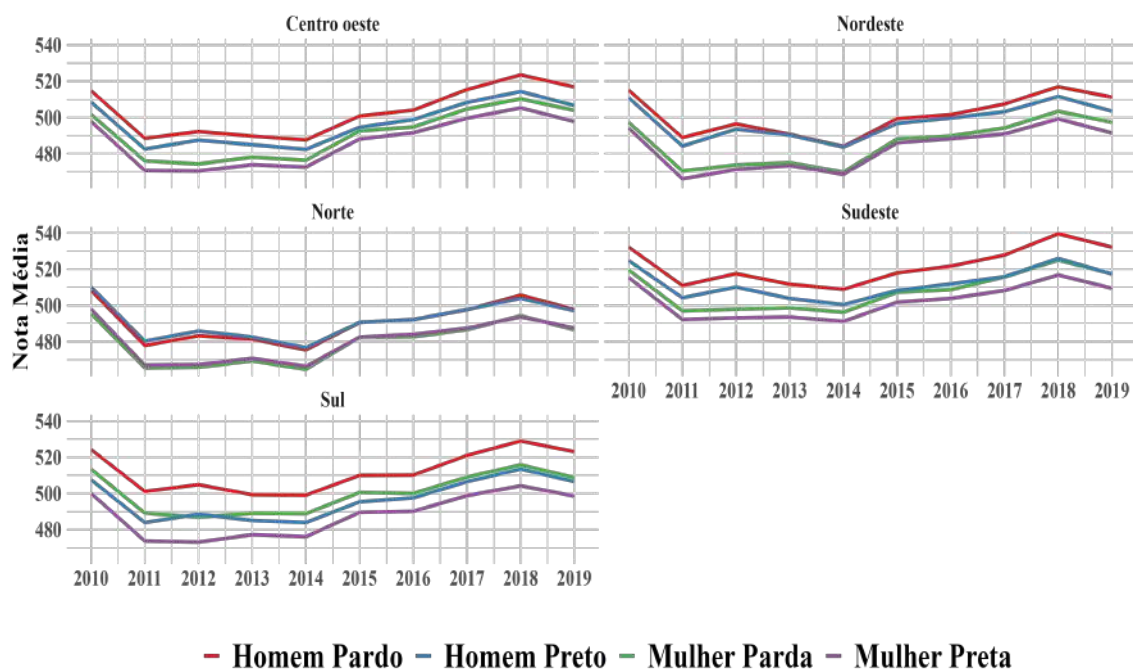 Centro oeste
Nordeste
540
520
500
480
Norte
Sudeste
540
520
500
480
2010 2011 2012 2013 2014 2015 2016 2017 2018 2019
Sul
540
520
500
480
2010 2011 2012 2013 2014 2015 2016 2017 2018 2019
Nota Média
Homem Pardo Homem Preto Mulher Parda Mulher Preta